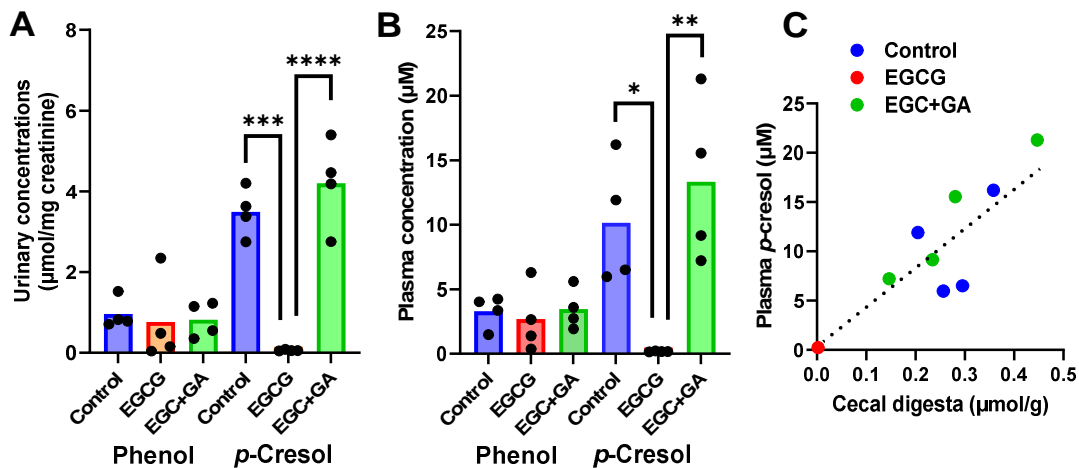 A
Urinary concentrations
(μmol/mg creatinine)
8
6
4
2
0
***
****
Control
EGCG
EGC+GA
Control
EGCG
EGC+GA
Phenol
p-Cresol
B
Plasma concentration (μM)
25
20
15
10
5
0
*
**
Control
EGCG
EGC+GA
Control
EGCG
EGC+GA
Phenol
p-Cresol
C
Control
EGCG
EGC+GA
Plasma p-cresol (μM)
25
20
15
10
5
0
0.0
0.1
0.2
0.3
0.4
0.5
Cecal digesta (μmol/g)